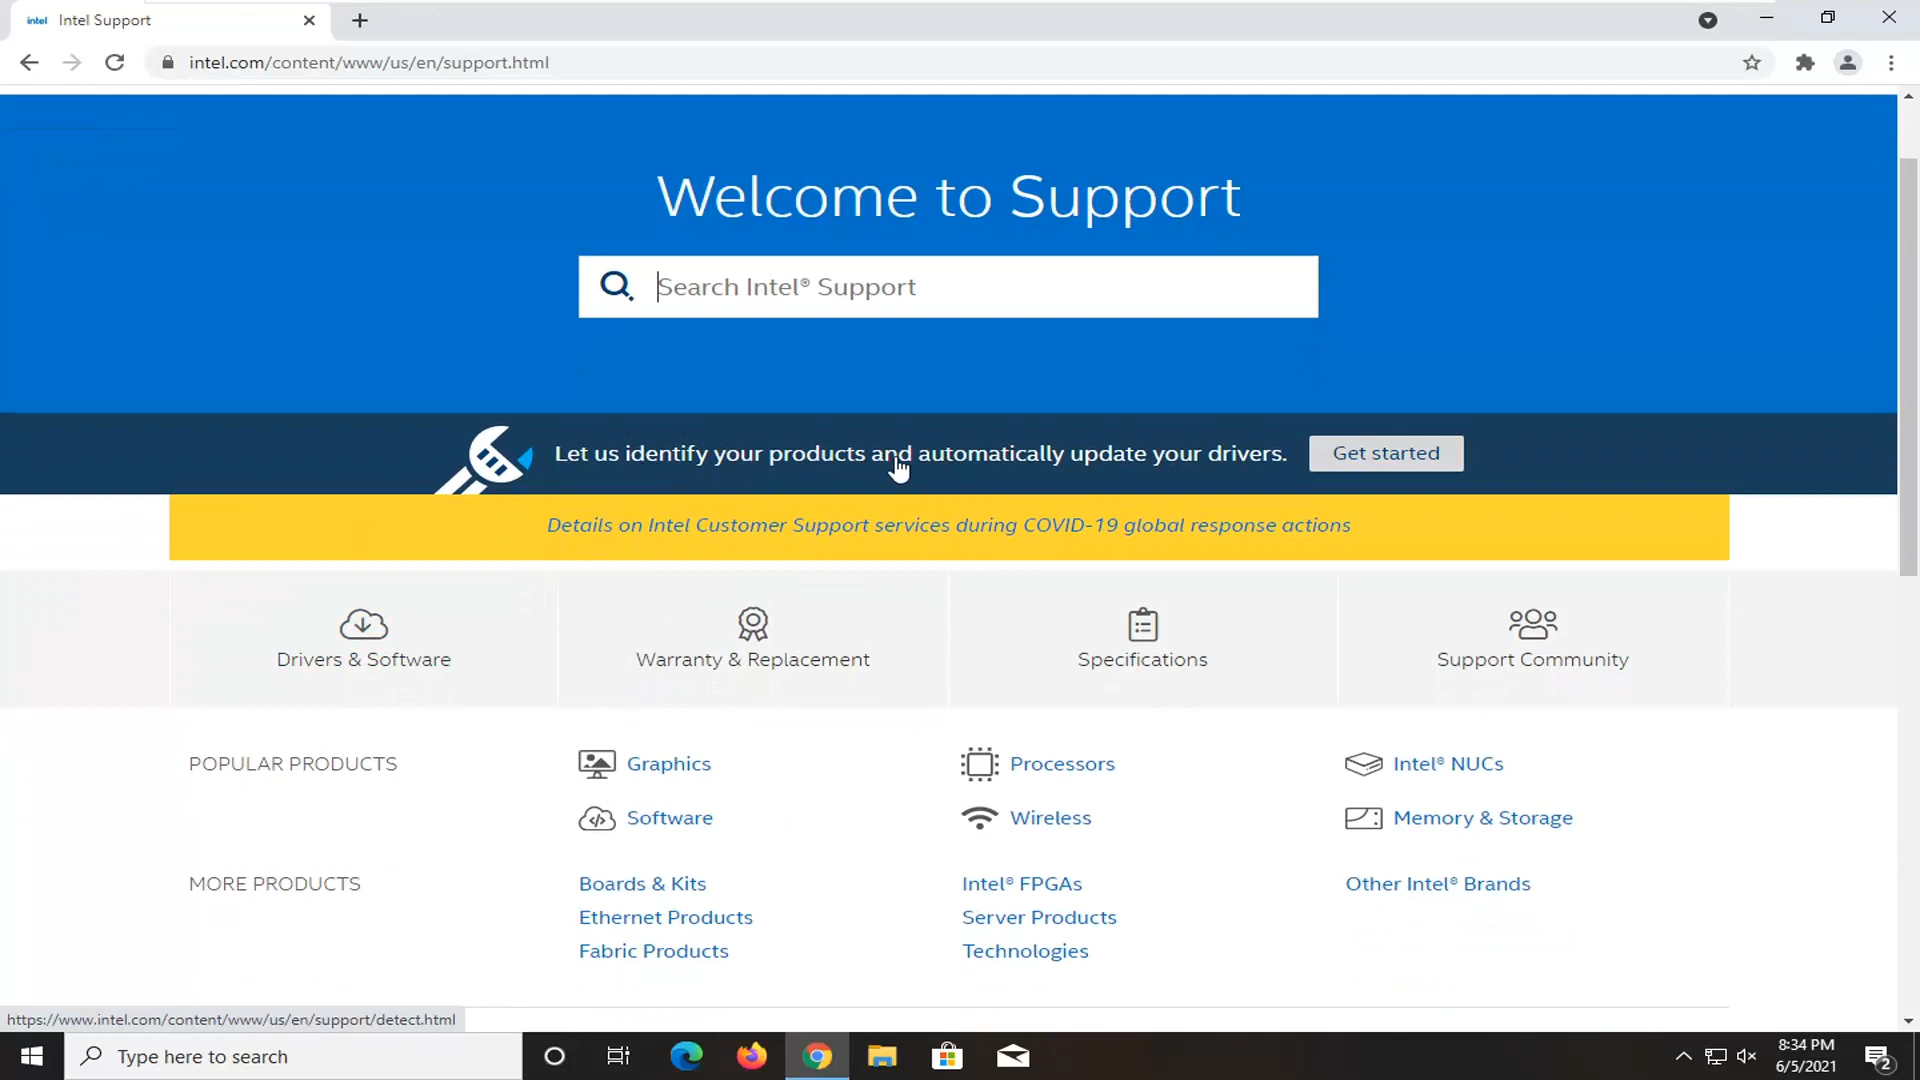 intel Intel Support
intel.com/content/www/us/en/support.html
Welcome to Support
Search Intel® Support
Let us identify your products and automatically update your drivers.
Get started
Details on Intel Customer Support services during COVID-19 global response actions
Drivers & Software
Warranty & Replacement
Specifications
Support Community
POPULAR PRODUCTS
Graphics
Processors
Intel® NUCs
Software
Wireless
Memory & Storage
MORE PRODUCTS
Boards & Kits
Intel® FPGAs
Other Intel® Brands
Ethernet Products
Server Products
Fabric Products
Technologies
https://www.intel.com/content/www/us/en/support/detect.html
Type here to search
8:34 PM
6/5/2021
2